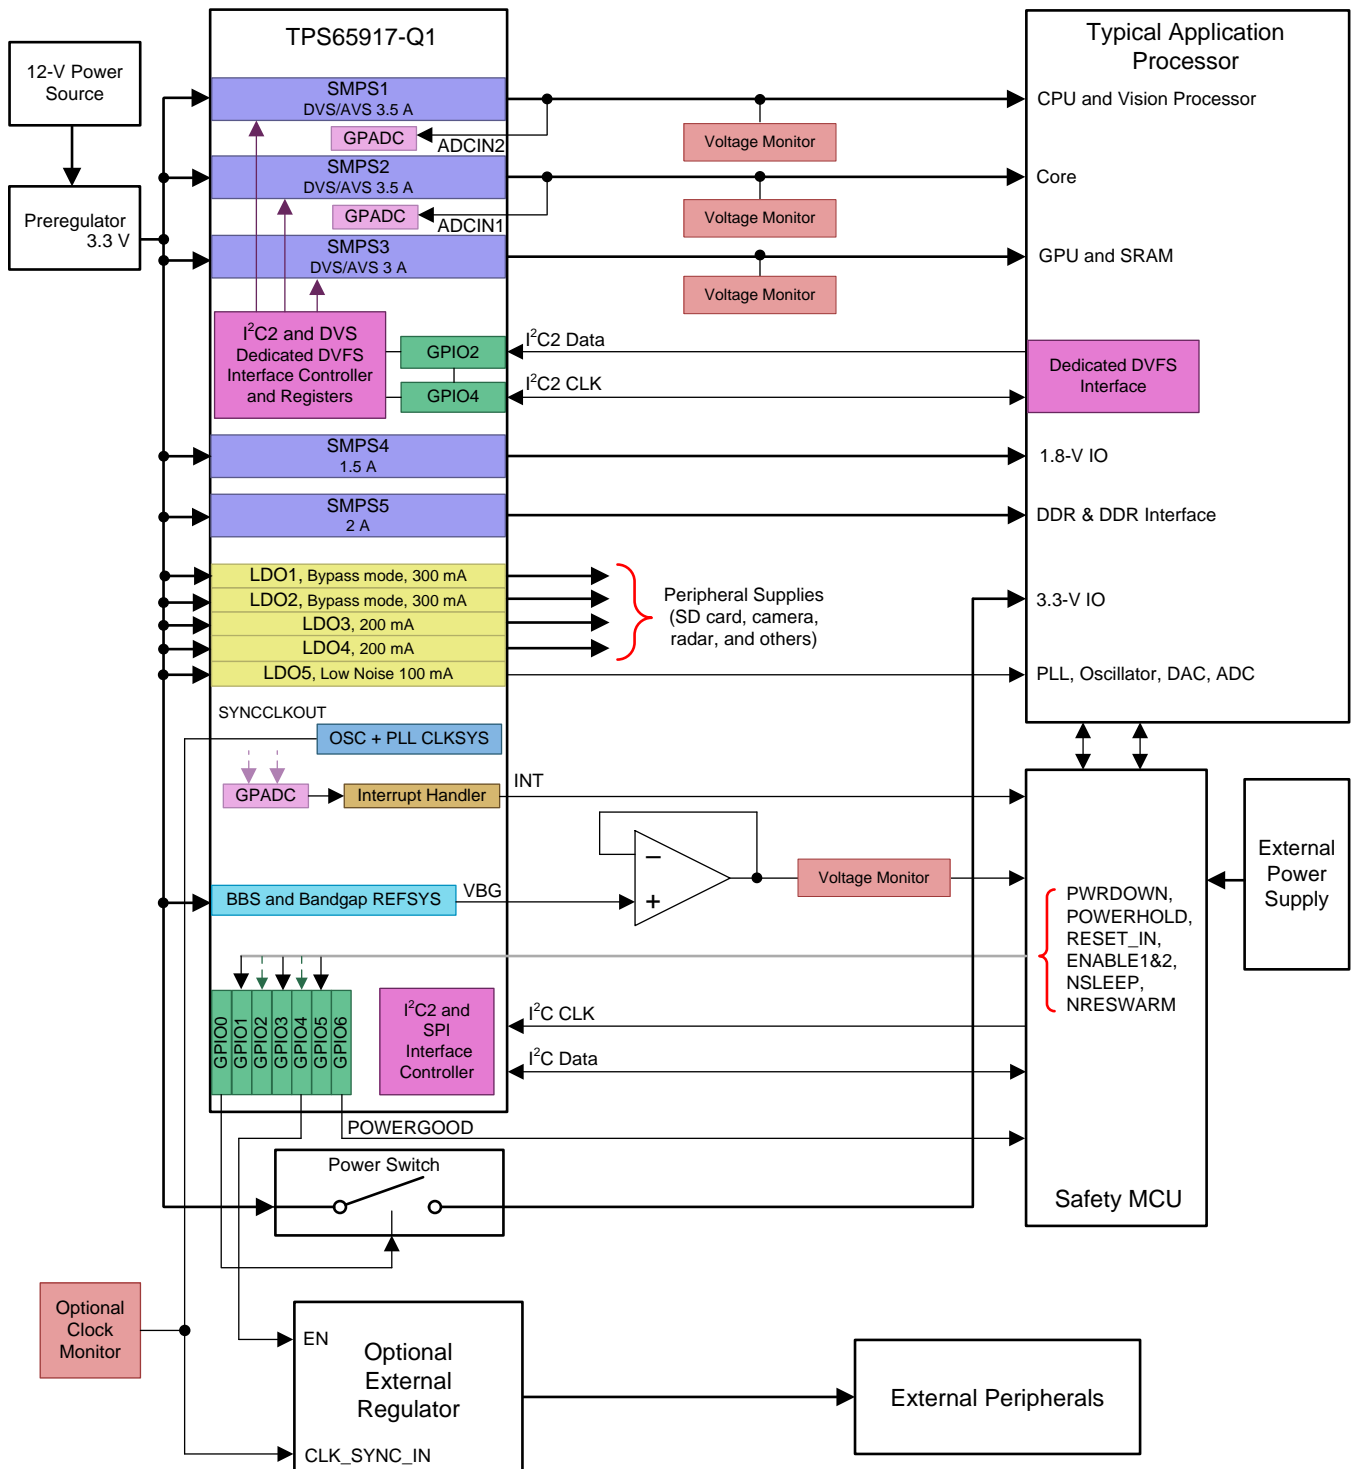 TPS65917-Q1
Typical Application
Processor
12-V Power
Source
Preregulator
3.3 V
SMPS1
DVS/AVS 3.5 A
GPADC
ADCIN2
Voltage Monitor
CPU and Vision Processor
SMPS2
DVS/AVS 3.5 A
GPADC
ADCIN1
Voltage Monitor
Core
SMPS3
DVS/AVS 3 A
Voltage Monitor
GPU and SRAM
I²C2 and DVS
Dedicated DVFS
Interface Controller
and Registers
GPIO2
GPIO4
I²C2 Data
I²C2 CLK
Dedicated DVFS
Interface
SMPS4
1.5 A
1.8-V IO
SMPS5
2 A
DDR & DDR Interface
LDO1, Bypass mode, 300 mA
LDO2, Bypass mode, 300 mA
LDO3, 200 mA
LDO4, 200 mA
LDO5, Low Noise 100 mA
Peripheral Supplies
(SD card, camera,
radar, and others)
3.3-V IO
PLL, Oscillator, DAC, ADC
SYNCCLKOUT
OSC + PLL CLKSYS
GPADC
Interrupt Handler
INT
BBS and Bandgap REFSYS
VBG
−
+
Voltage Monitor
External
Power
Supply
PWRDOWN,
POWERHOLD,
RESET_IN,
ENABLE1&2,
NSLEEP,
NRESWARM
GPIO0
GPIO1
GPIO2
GPIO3
GPIO4
GPIO5
GPIO6
I²C2 and
SPI
Interface
Controller
I²C CLK
I²C Data
POWERGOOD
Safety MCU
Power Switch
Optional
Clock
Monitor
EN
Optional
External
Regulator
CLK_SYNC_IN
External Peripherals